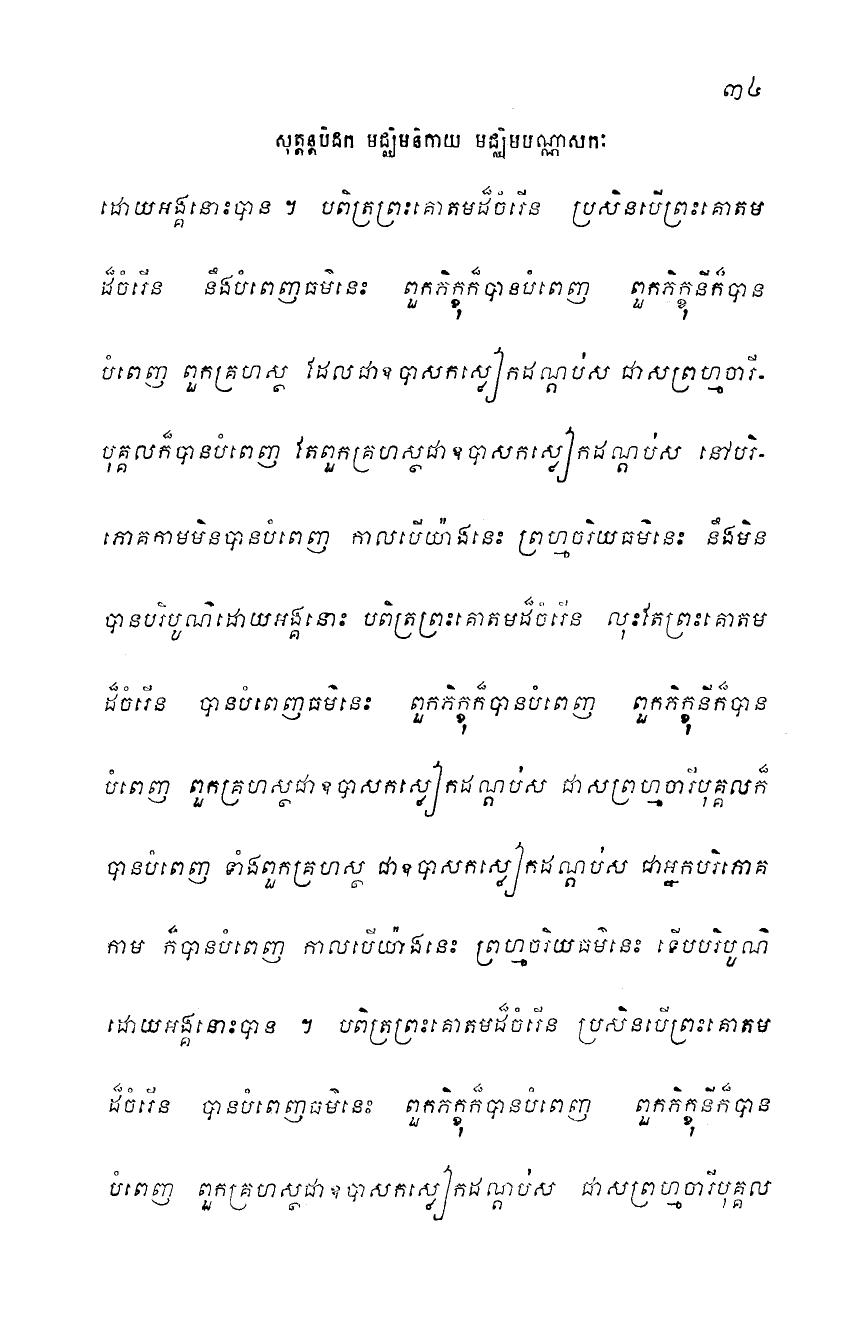 ៣៤
សុត្តន្តបិដក មជ្ឈិមនិកាយ មជ្ឈិមបណ្ណាសកៈ
ដោយអង្គនោះបាន ។ បពិត្រព្រះគោតមដ៏ចំរើន ប្រសិនបើព្រះគោតម
ដ៏ចំរើន នឹងបំពេញធម៌នេះ ពួកភិក្ខុក៏បានបំពេញ ពួកភិក្ខុនីក៏បាន
បំពេញ ពួកគ្រហស្ថ ដែលជាឧបាសកស្លៀកដណ្តប់ស ជាសព្រហ្មចារី-
បុគ្គលក៏បានបំពេញ តែពួកគ្រហស្ថជាឧបាសកស្លៀកដណ្តប់ស នៅបរិ-
ភោគកាមមិនបានបំពេញ កាលបើយ៉ាងនេះ ព្រហ្មចរិយធម៌នេះ នឹងមិន
បានបរិបូណ៌ដោយអង្គនោះ បពិត្រព្រះគោតមដ៏ចំរើន លុះតែព្រះគោតម
ដ៏ចំរើន បានបំពេញធម៌នេះ ពួកភិក្ខុក៏បានបំពេញ ពួកភិក្ខុនីក៏បាន
បំពេញ ពួកគ្រហស្ថជាឧបាសកស្លៀកដណ្តប់ស ជាសព្រហ្មចារីបុគ្គលក៏
បានបំពេញ ទាំងពួកគ្រហស្ថ ជាឧបាសកស្លៀកដណ្តប់ស ជាអ្នកបរិភោគ
កាម ក៏បានបំពេញ កាលបើយ៉ាងនេះ ព្រហ្មចរិយធម៌នេះ ទើបបរិបូណ៌
ដោយអង្គនោះបាន ។ បពិត្រព្រះគោតមដ៏ចំរើន ប្រសិនបើព្រះគោតម
ដ៏ចំរើន បានបំពេញធម៌នេះ ពួកភិក្ខុក៏បានបំពេញ ពួកភិក្ខុនីក៏បាន
បំពេញ ពួកគ្រហស្ថជាឧបាសកស្លៀកដណ្តប់ស ជាសព្រហ្មចារីបុគ្គល